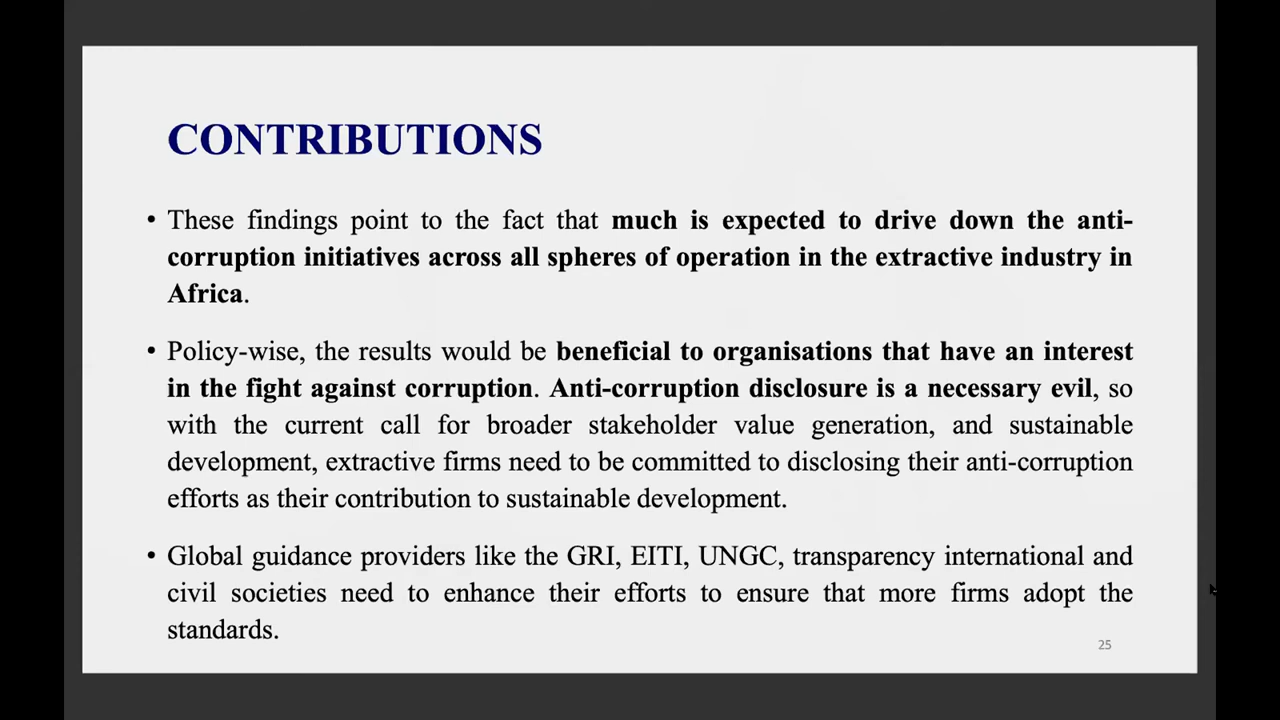 CONTRIBUTIONS
• These findings point to the fact that much is expected to drive down the anti-
corruption initiatives across all spheres of operation in the extractive industry in
Africa.
• Policy-wise, the results would be beneficial to organisations that have an interest
in the fight against corruption. Anti-corruption disclosure is a necessary evil, so
with the current call for broader stakeholder value generation, and sustainable
development, extractive firms need to be committed to disclosing their anti-corruption
efforts as their contribution to sustainable development.
• Global guidance providers like the GRI, EITI, UNGC, transparency international and
civil societies need to enhance their efforts to ensure that more firms adopt the
standards.
25